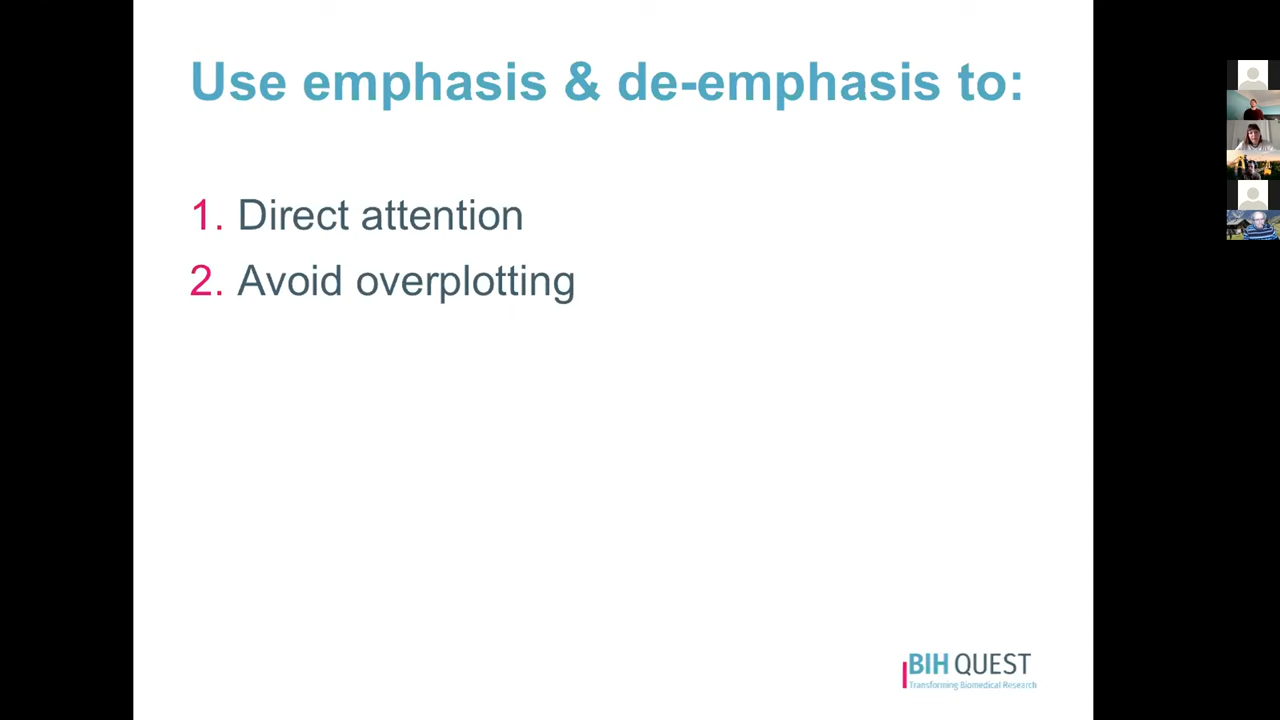 Use emphasis & de-emphasis to:
1. Direct attention
2. Avoid overplotting
BIH QUEST
Transforming Biomedical Research